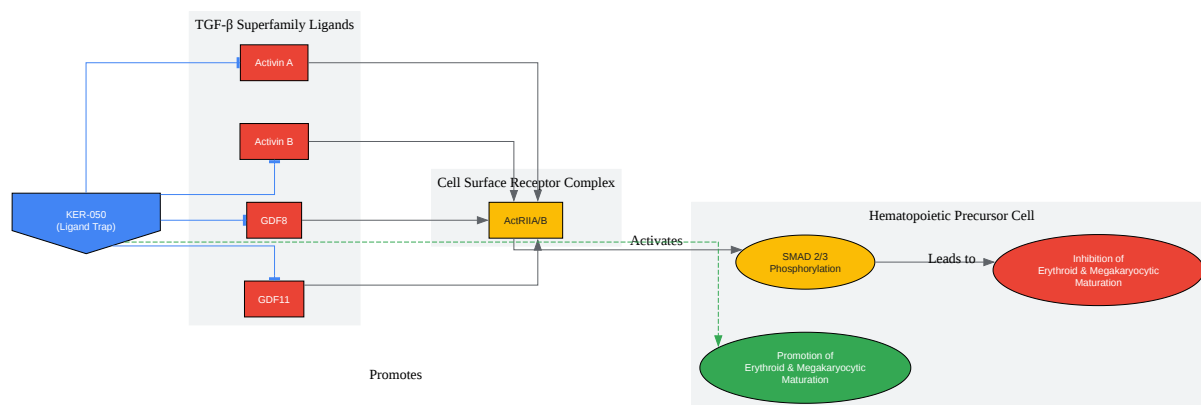 TGF-β Superfamily Ligands
Activin A
Activin B
KER-050
(Ligand Trap)
GDF8
GDF11
Cell Surface Receptor Complex
ActRIIA/B
Activates
Hematopoietic Precursor Cell
SMAD 2/3
Phosphorylation
Leads to
Inhibition of
Erythroid & Megakaryocytic
Maturation
Promotion of
Erythroid & Megakaryocytic
Maturation
Promotes